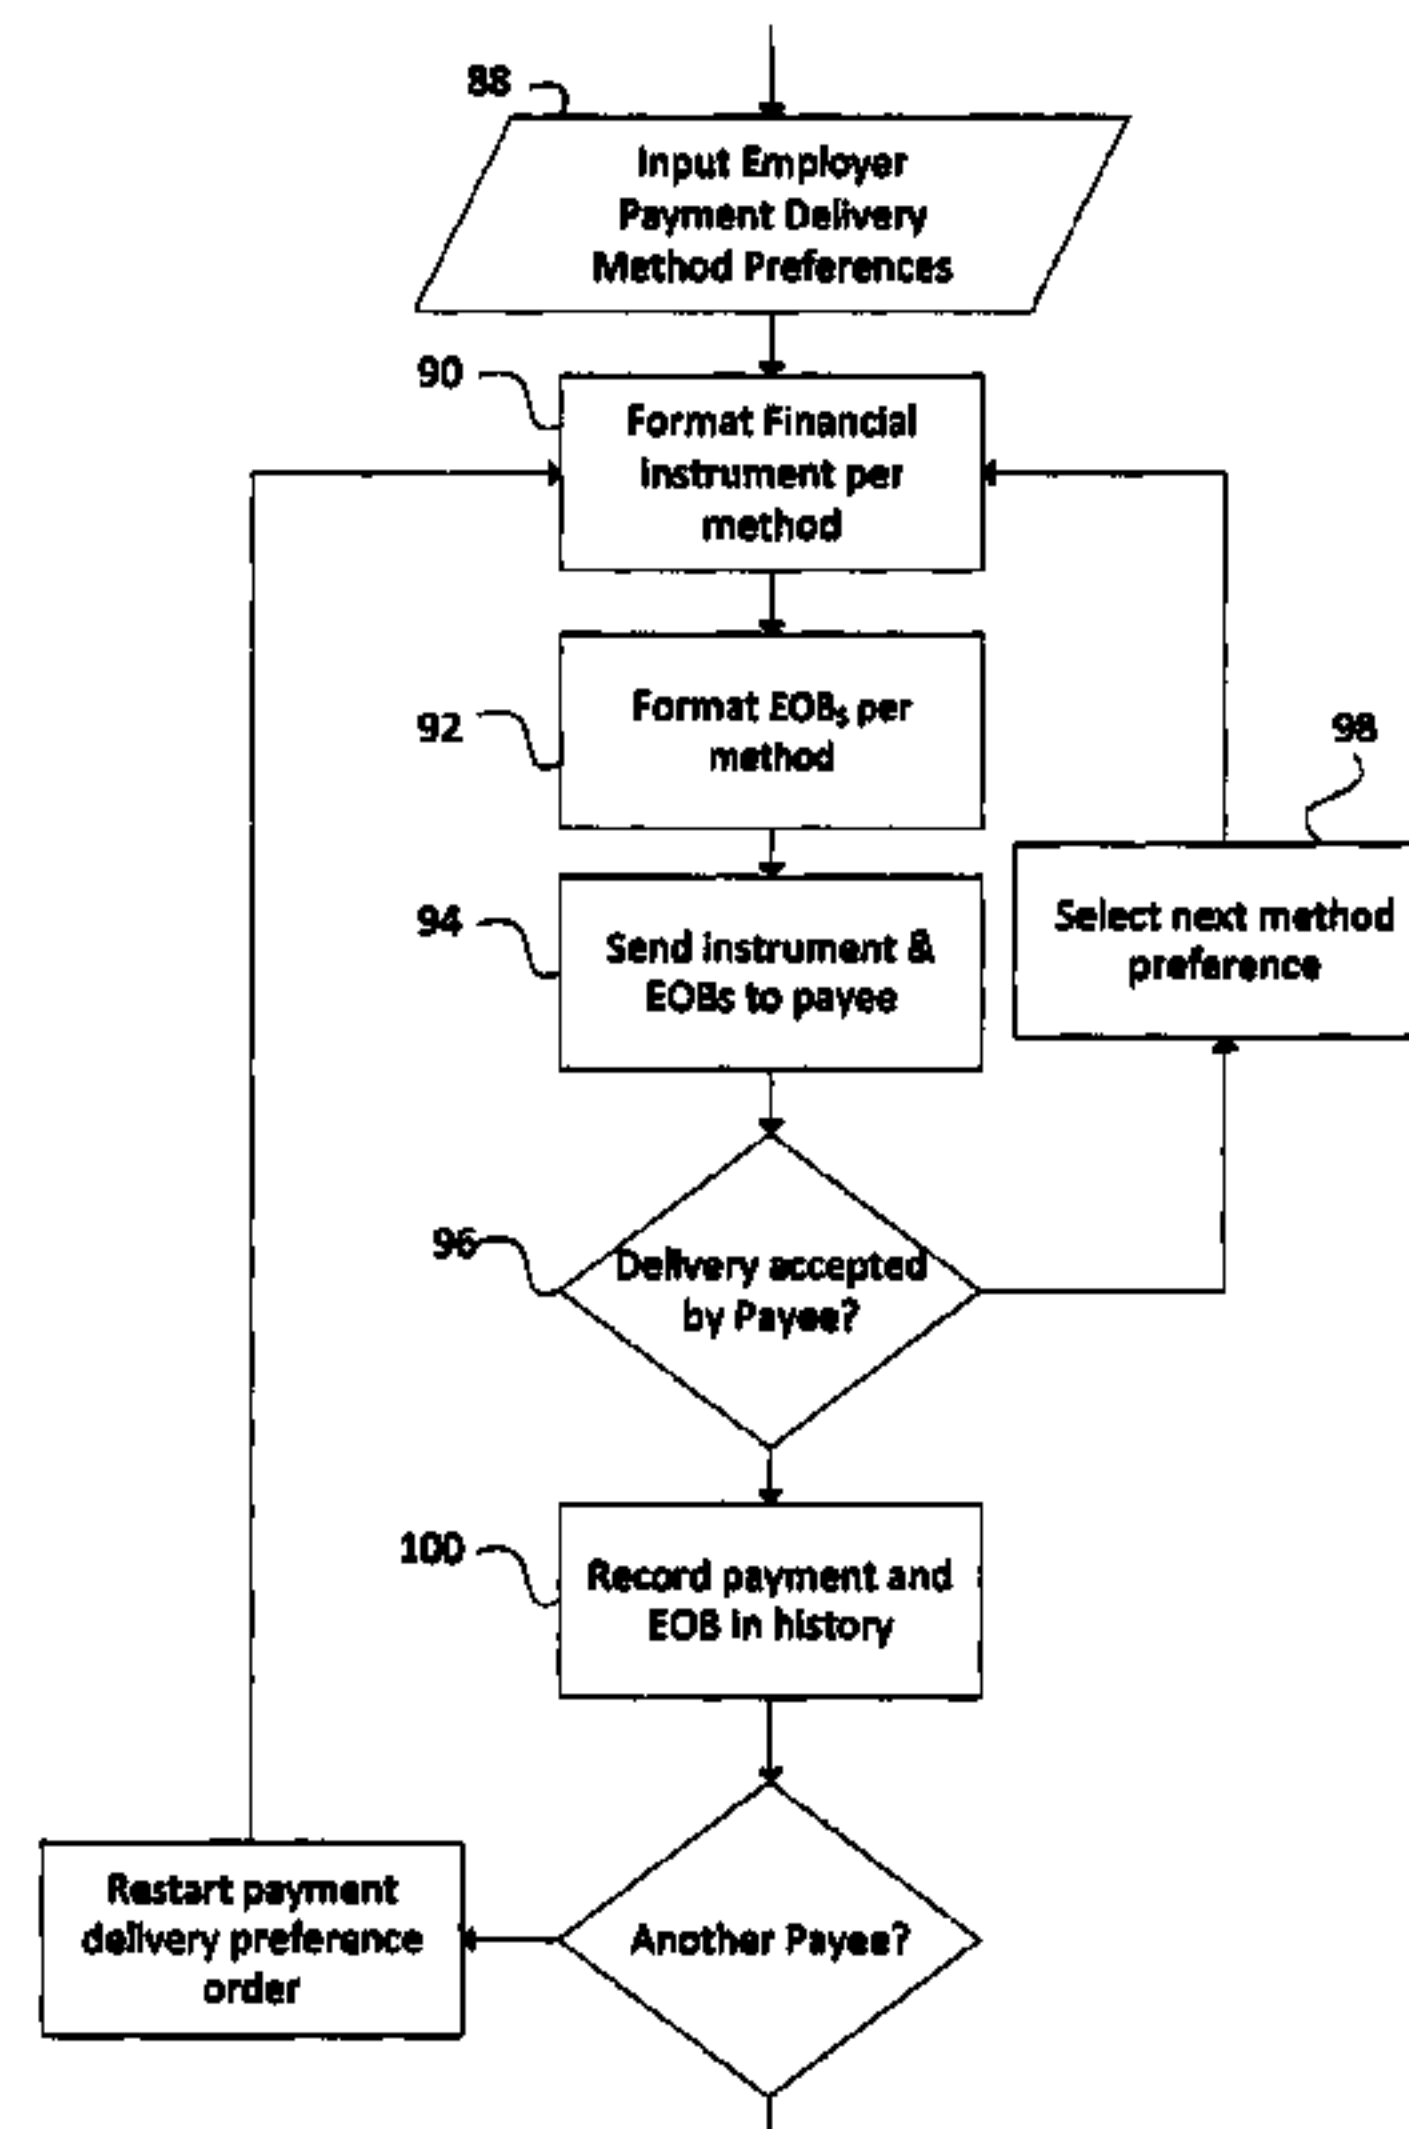 88
Input Employer
Payment Delivery
Method Preferences
90
Format Financial
instrument per
method
92
Format EOBs per
method
98
94
Send instrument &
EOBs to payee
Select next method
preference
96
Delivery accepted
by Payee?
100
Record payment and
EOB in history
Restart payment
delivery preference
order
Another Payee?